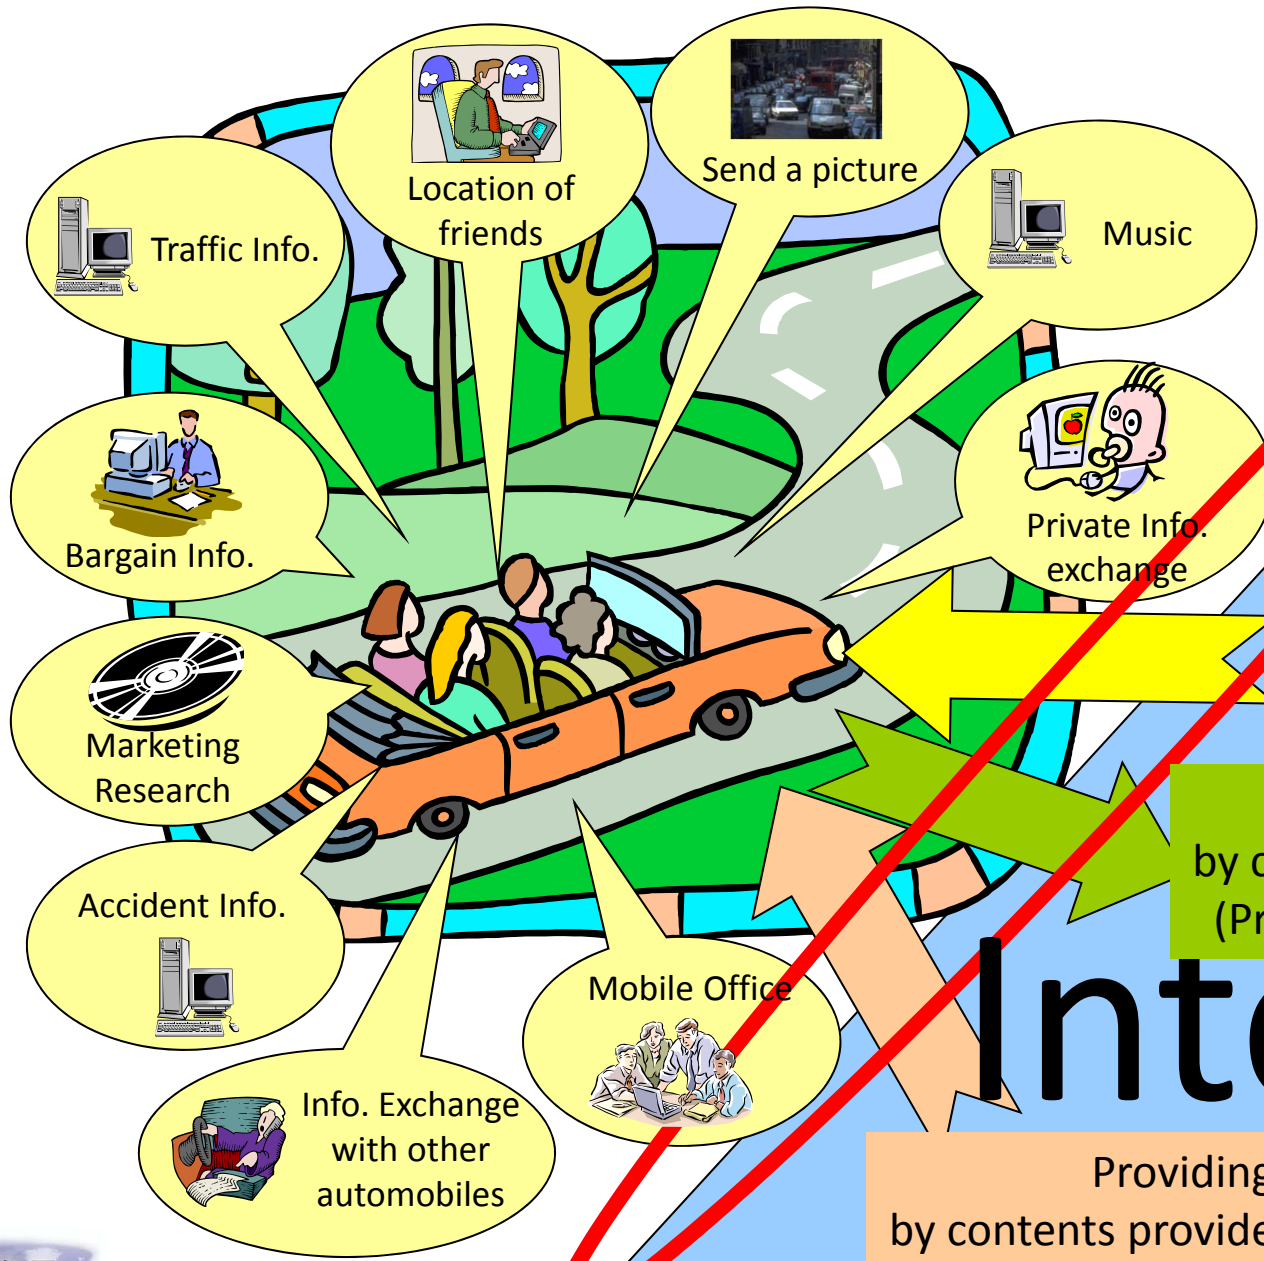 Location of
friends
Send a picture
Traffic Info.
Music
Bargain Info.
Private Info.
exchange
Marketing
Research
Accident Info.
Mobile Office
Info. Exchange
with other
automobiles
by
(Pr
Int
Providing
by contents provide